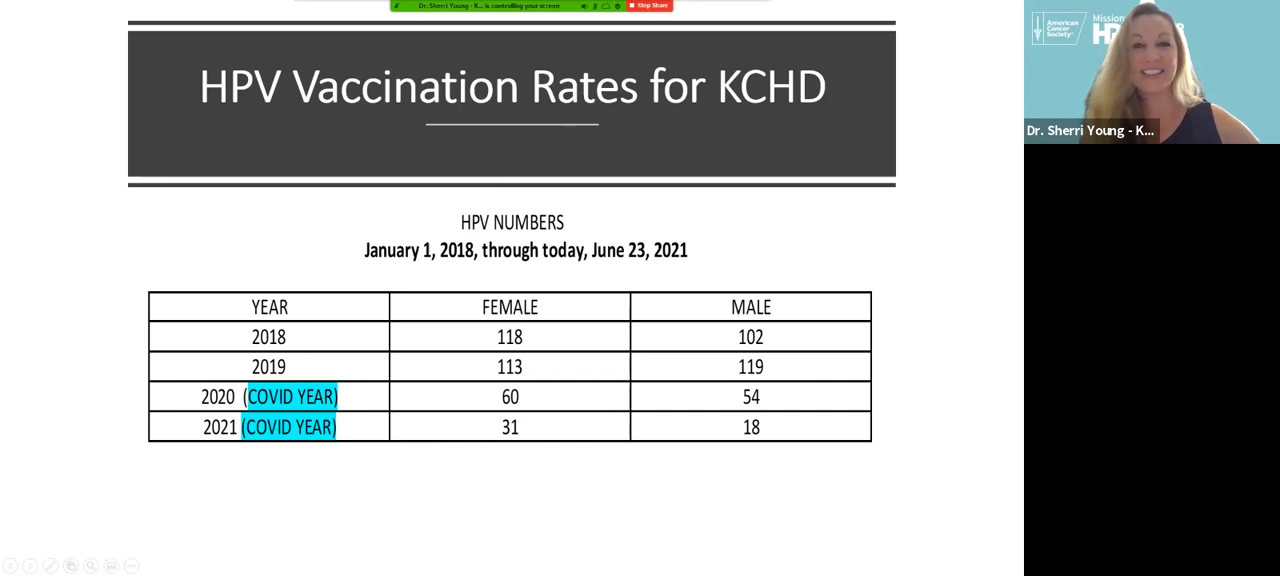 Dr. Sherri Young - K... is controlling your screen
Stop Share
HPV Vaccination Rates for KCHD
HPV NUMBERS
January 1, 2018, through today, June 23, 2021
YEAR FEMALE MALE
2018 118 102
2019 113 119
2020 (COVID YEAR) 60 54
2021 (COVID YEAR) 31 18
American
Cancer
Society
Dr. Sherri Young - K...